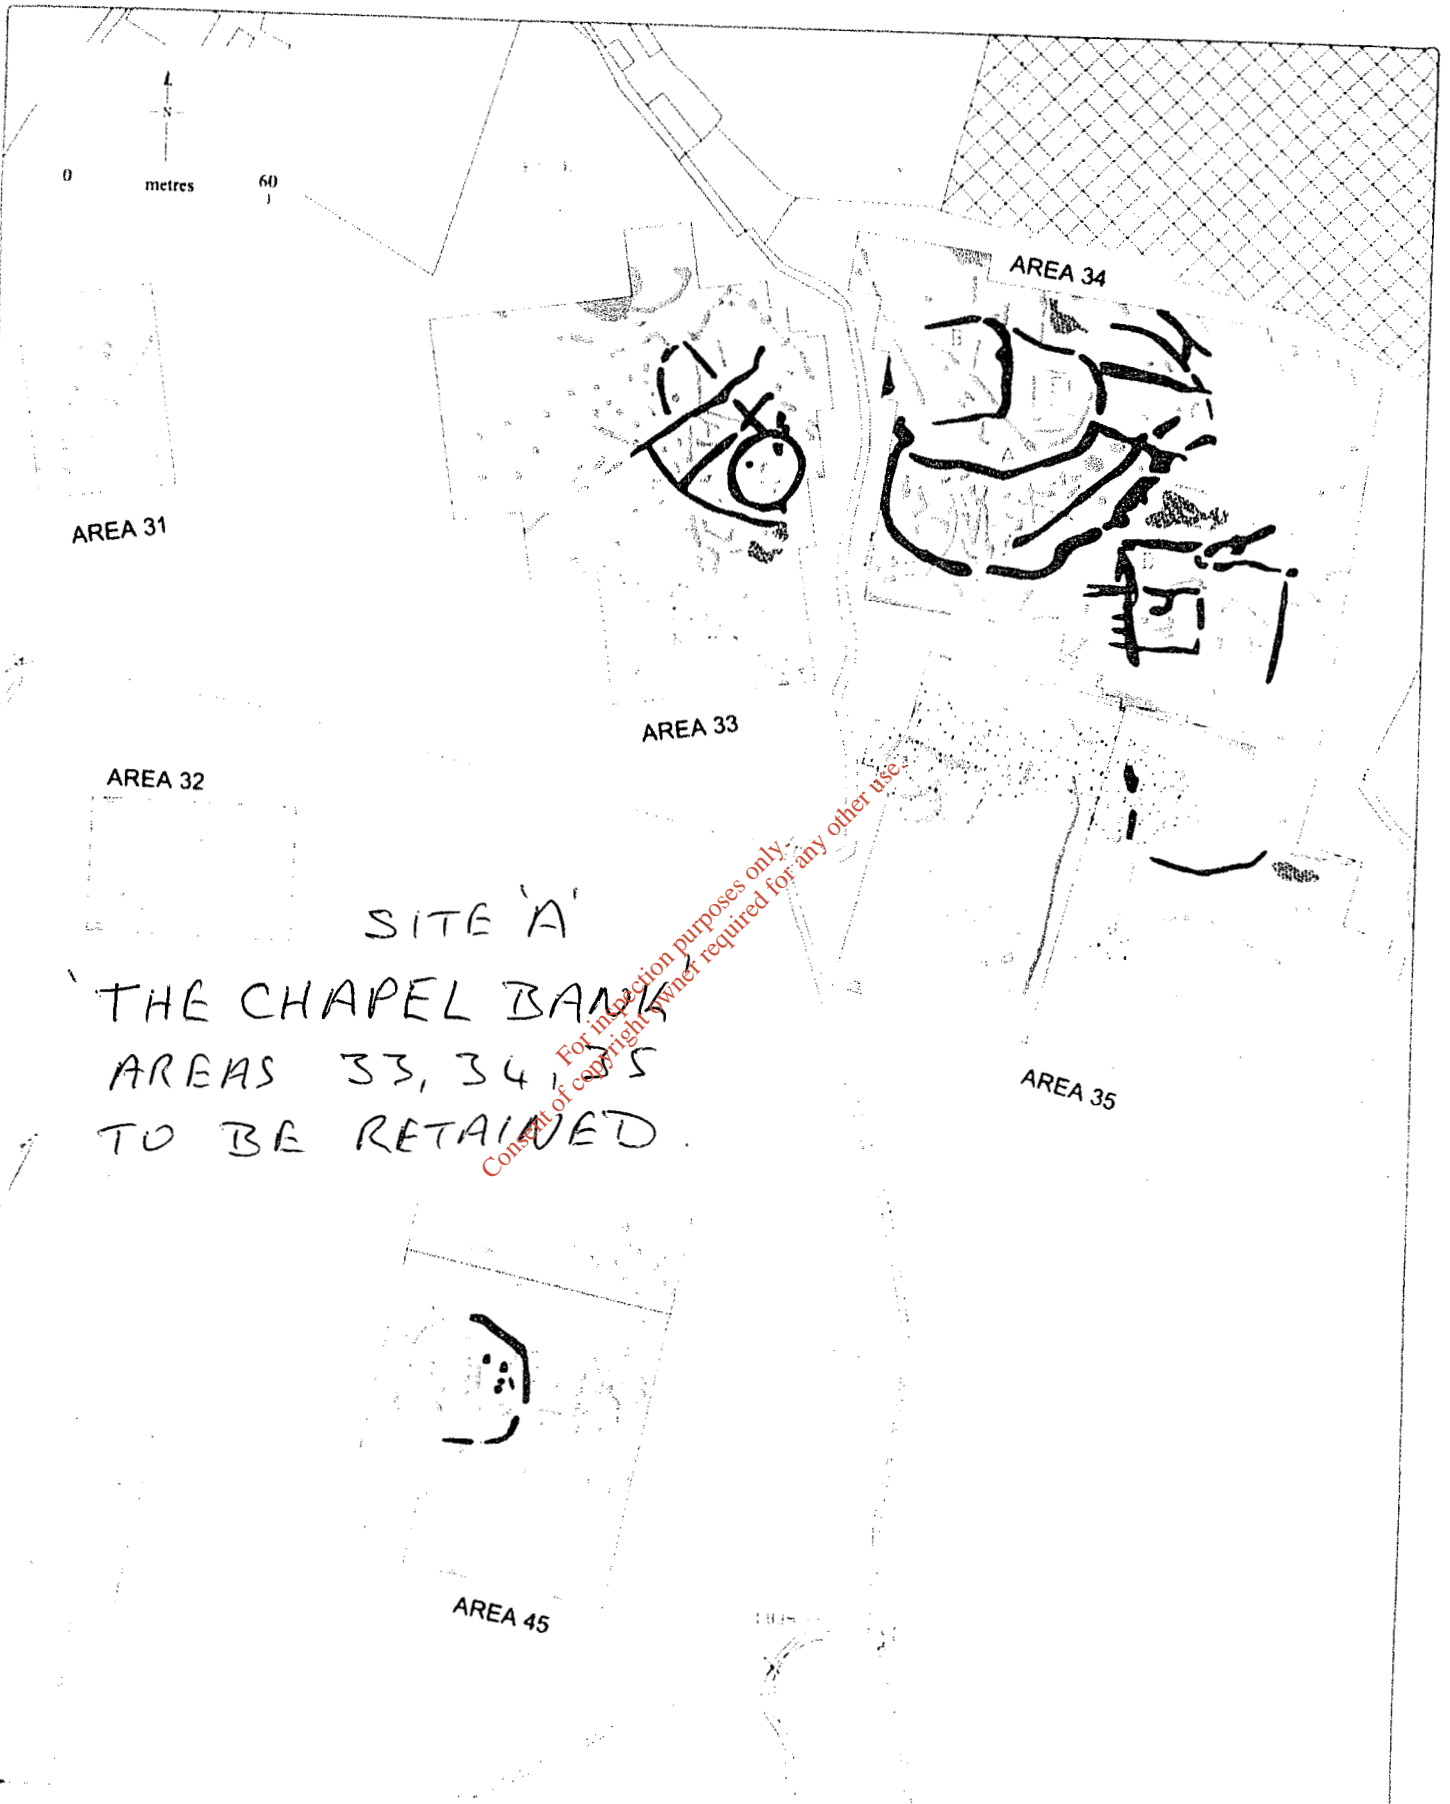 N
0 metres 60
AREA 34
B
A
AREA 31
AREA 33
AREA 32
SITE 'A'
'THE CHAPEL BANK'
AREAS 33, 34, 35
TO BE RETAINED.
For inspection purposes only.
Consent of copyright owner required for any other use.
AREA 35
AREA 45